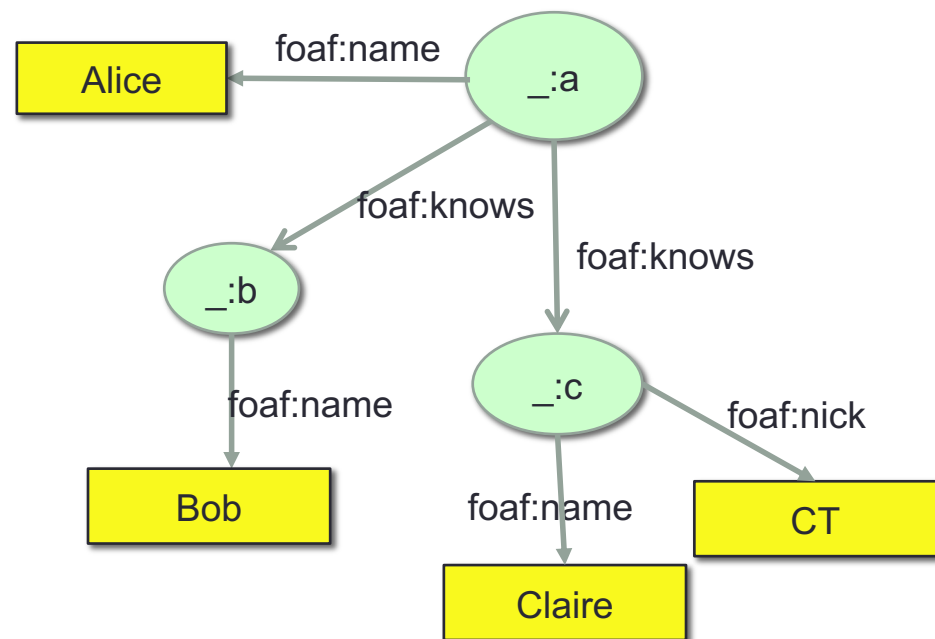 foaf:name
Alice
_:a
foaf:knows
foaf:knows
_:b
_:c
foaf:name
foaf:nick
Bob
foaf:name
CT
Claire